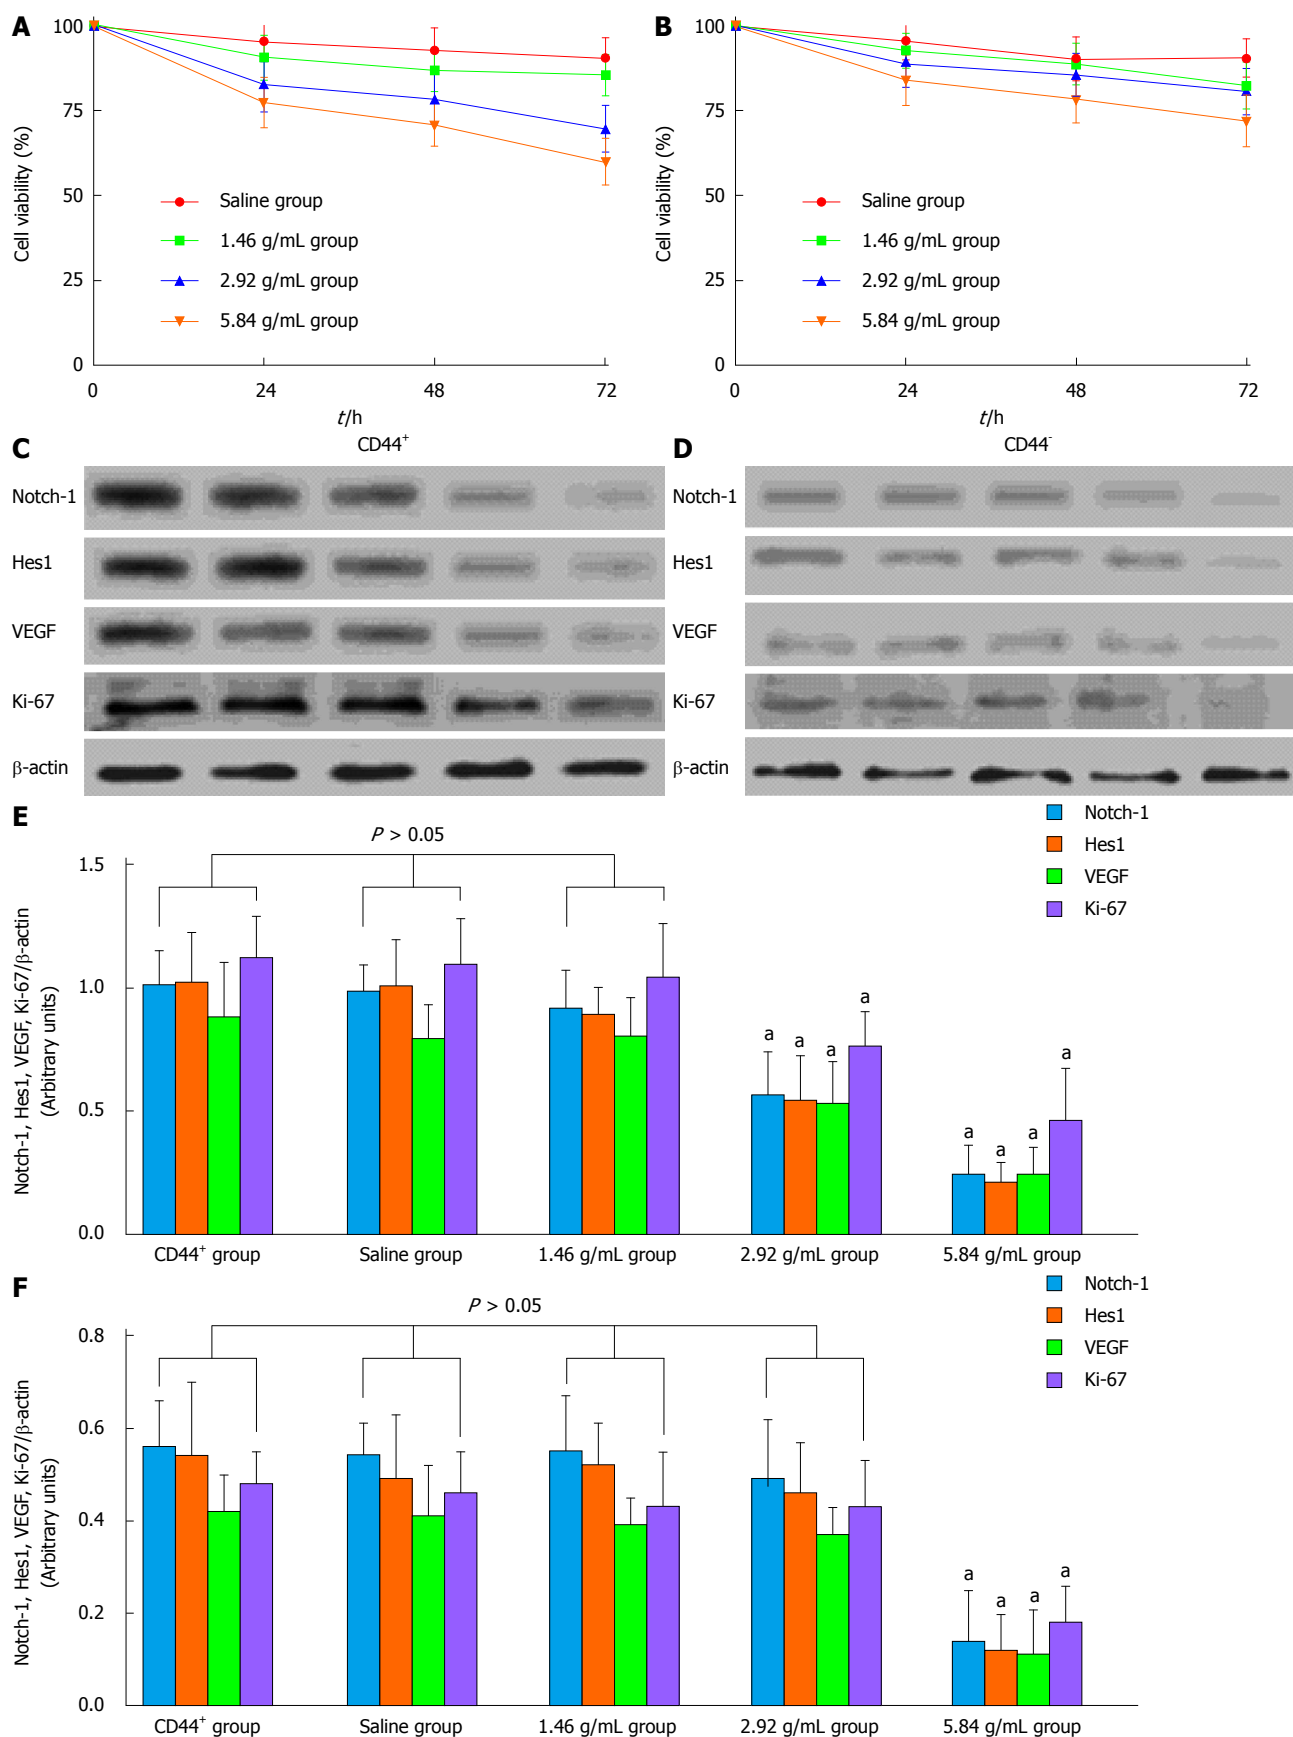 A
100
75
50
25
0
Cell viability (%)
Saline group
1.46 g/mL group
2.92 g/mL group
5.84 g/mL group
0 24 48 72
t/h
B
100
75
50
25
0
Cell viability (%)
Saline group
1.46 g/mL group
2.92 g/mL group
5.84 g/mL group
0 24 48 72
t/h
C
CD44⁺
Notch-1
Hes1
VEGF
Ki-67
β-actin
D
CD44⁻
Notch-1
Hes1
VEGF
Ki-67
β-actin
E
Notch-1
Hes1
VEGF
Ki-67
P > 0.05
1.5
1.0
0.5
0.0
Notch-1, Hes1, VEGF, Ki-67/β-actin
(Arbitrary units)
a a a a
a a a a
CD44⁺ group Saline group 1.46 g/mL group 2.92 g/mL group 5.84 g/mL group
F
Notch-1
Hes1
VEGF
Ki-67
P > 0.05
0.8
0.6
0.4
0.2
0.0
Notch-1, Hes1, VEGF, Ki-67/β-actin
(Arbitrary units)
a a a a
CD44⁺ group Saline group 1.46 g/mL group 2.92 g/mL group 5.84 g/mL group